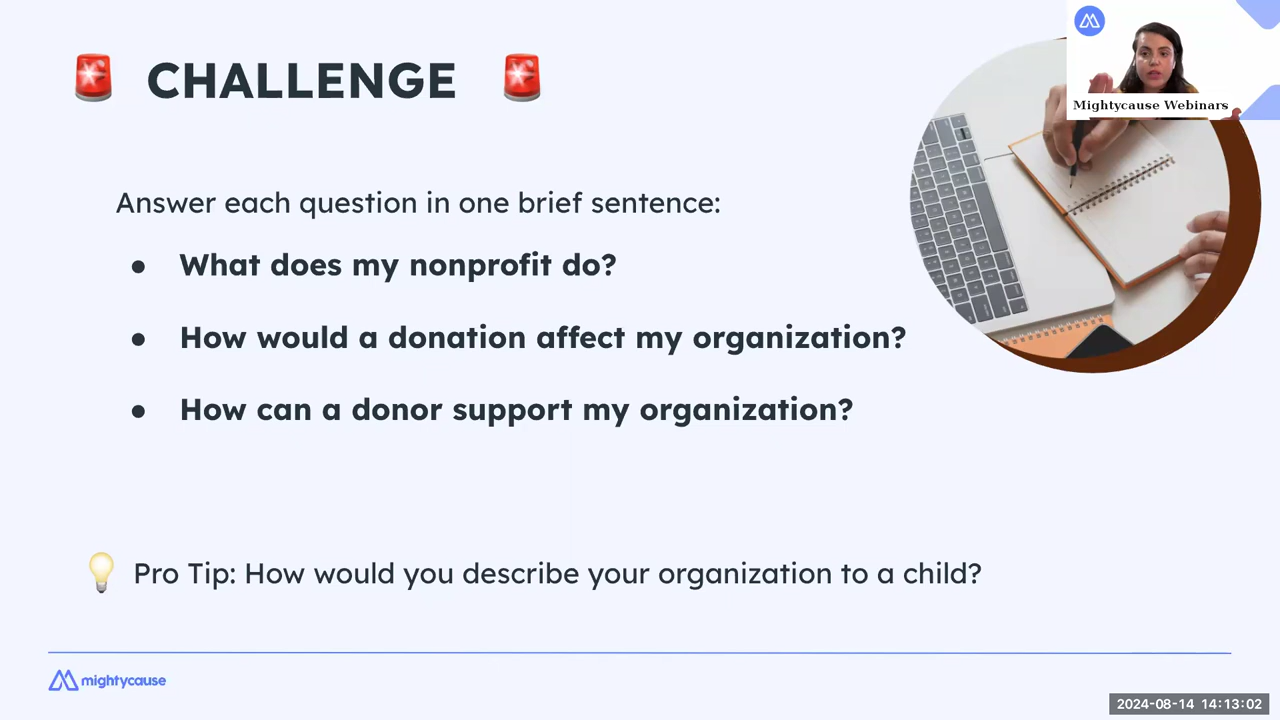 CHALLENGE
Mightycause Webinars
Answer each question in one brief sentence:
● What does my nonprofit do?
● How would a donation affect my organization?
● How can a donor support my organization?
Pro Tip: How would you describe your organization to a child?
mightycause
2024-08-14 14:13:02